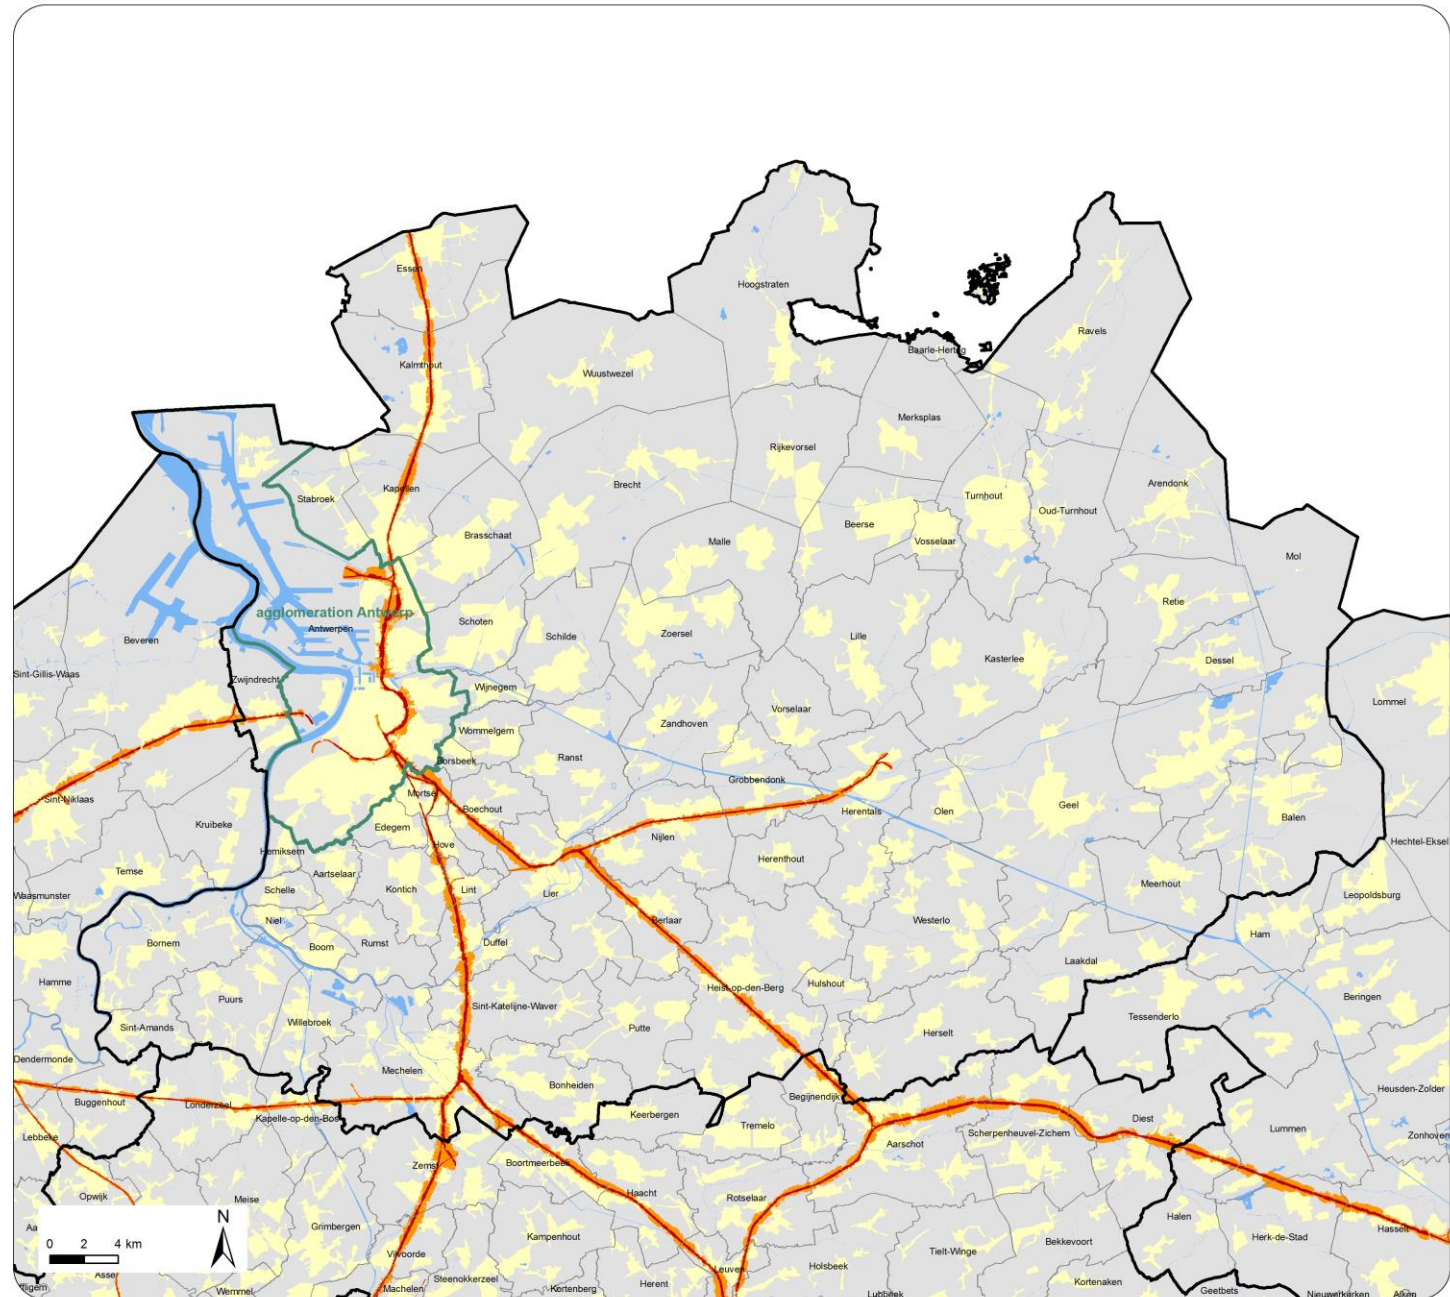 Essen
Hoogstraten
Ravels
Baarle-Hertog
Kalmthout
Wuustwezel
Merksplas
Rijkevorsel
Brecht
Arendonk
Kapellen
Stabroek
Turnhout
Oud-Turnhout
Beerse
Brasschaat
Malle
Vosselaar
Mol
Retie
agglomeration Antwerp
Antwerpen
Schoten
Schilde
Zoersel
Lille
Beveren
Kasterlee
Dessel
Sint-Gillis-Waas
Zwijndrecht
Wijnegem
Lommel
Vorselaar
Zandhoven
Wommelgem
Ranst
Borsbeek
Grobbendonk
Mortsel
Sint-Niklaas
Boechout
Herentals
Olen
Geel
Balen
Kruibeke
Edegem
Nijlen
Hove
Hechtel-Eksel
Hemiksem
Herenthout
Temse
Aartselaar
Meerhout
Waasmunster
Schelle
Kontich
Lint
Lier
Leopoldsburg
Niel
Berlaar
Westerlo
Ham
Bornem
Boom
Rumst
Duffel
Laakdal
Hamme
Hulshout
Heist-op-den-Berg
Puurs
Beringen
Sint-Katelijne-Waver
Tessenderlo
Sint-Amands
Willebroek
Putte
Herselt
Dendermonde
Mechelen
Bonheiden
Heusden-Zolder
Buggenhout
Londerzeel
Begijnendijk
Keerbergen
Kapelle-op-den-Bos
Diest
Tremelo
Lummen
Lebbeke
Scherpenheuvel-Zichem
Zonhoven
Aarschot
Zemst
Boortmeerbeek
Opwijk
Haacht
Meise
Rotselaar
Halen
N
Aa
Grimbergen
Hasselt
Kampenhout
Herk-de-Stad
0 2 4 km
Bekkevoort
Vilvoorde
Tielt-Winge
Holsbeek
Leuven
Asse
Steenokkerzeel
Herent
Kortenaken
ffligem
Wemmel
Machelen
Kortenberg
Lubbeek
Geetbets
Nieuwerkerken
Alken